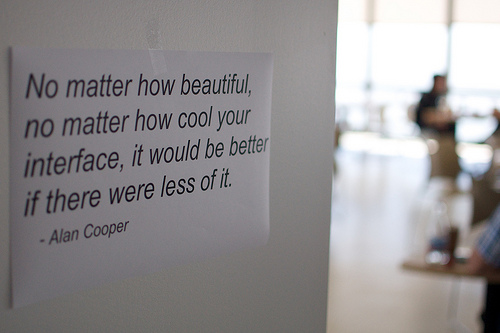 No matter how beautiful,
no matter how cool your
interface, it would be better
if there were less of it.
- Alan Cooper